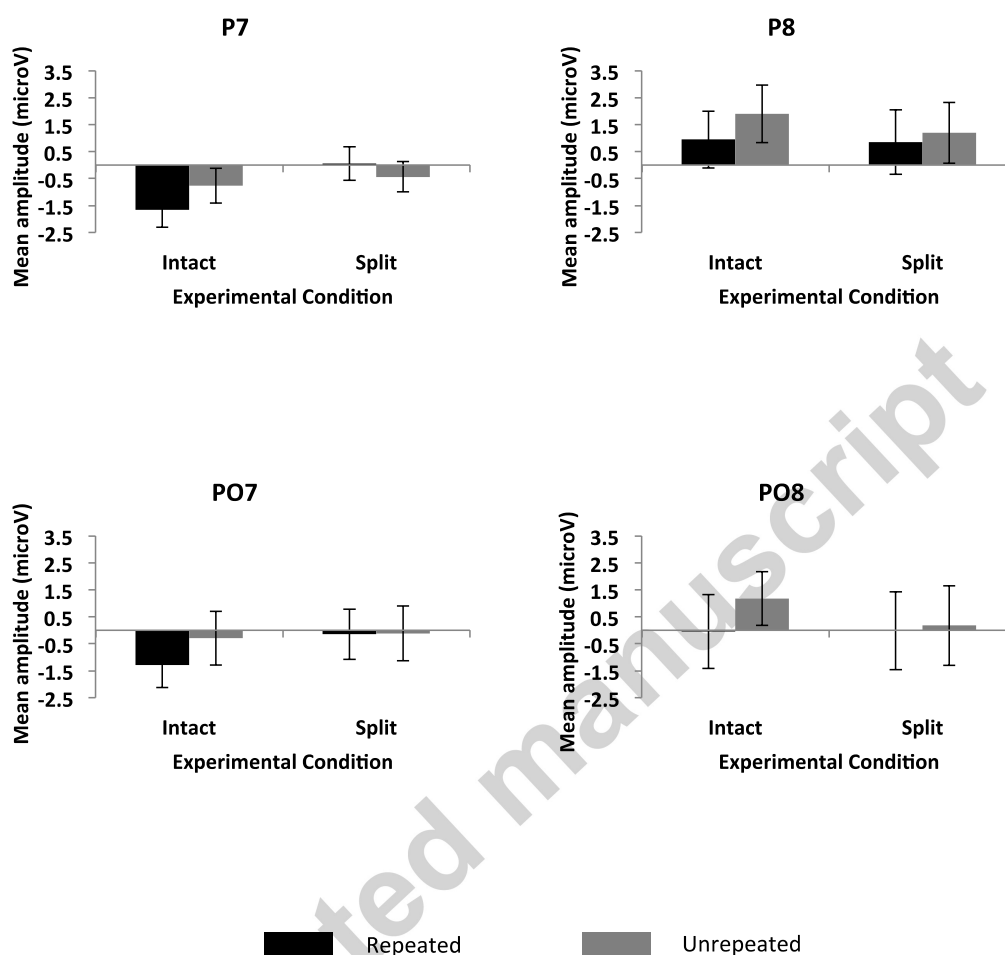 P7
Mean amplitude (microV)
3.5
2.5
1.5
0.5
-0.5
-1.5
-2.5
Intact Split
Experimental Condition
P8
Mean amplitude (microV)
3.5
2.5
1.5
0.5
-0.5
-1.5
-2.5
Intact Split
Experimental Condition
PO7
Mean amplitude (microV)
3.5
2.5
1.5
0.5
-0.5
-1.5
-2.5
Intact Split
Experimental Condition
PO8
Mean amplitude (microV)
3.5
2.5
1.5
0.5
-0.5
-1.5
-2.5
Intact Split
Experimental Condition
ted manuscript
Repeated Unrepeated